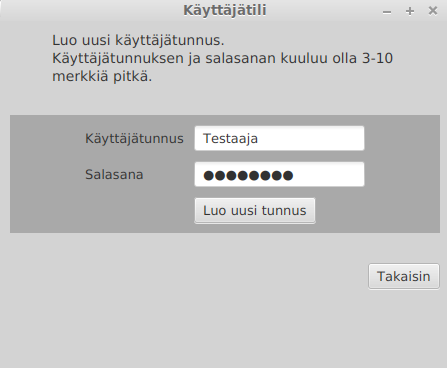 Käyttäjätili
Luo uusi käyttäjätunnus.
Käyttäjätunnuksen ja salasanan kuuluu olla 3-10
merkkiä pitkä.
Käyttäjätunnus Testaaja
Salasana ●●●●●●●●
Luo uusi tunnus
Takaisin